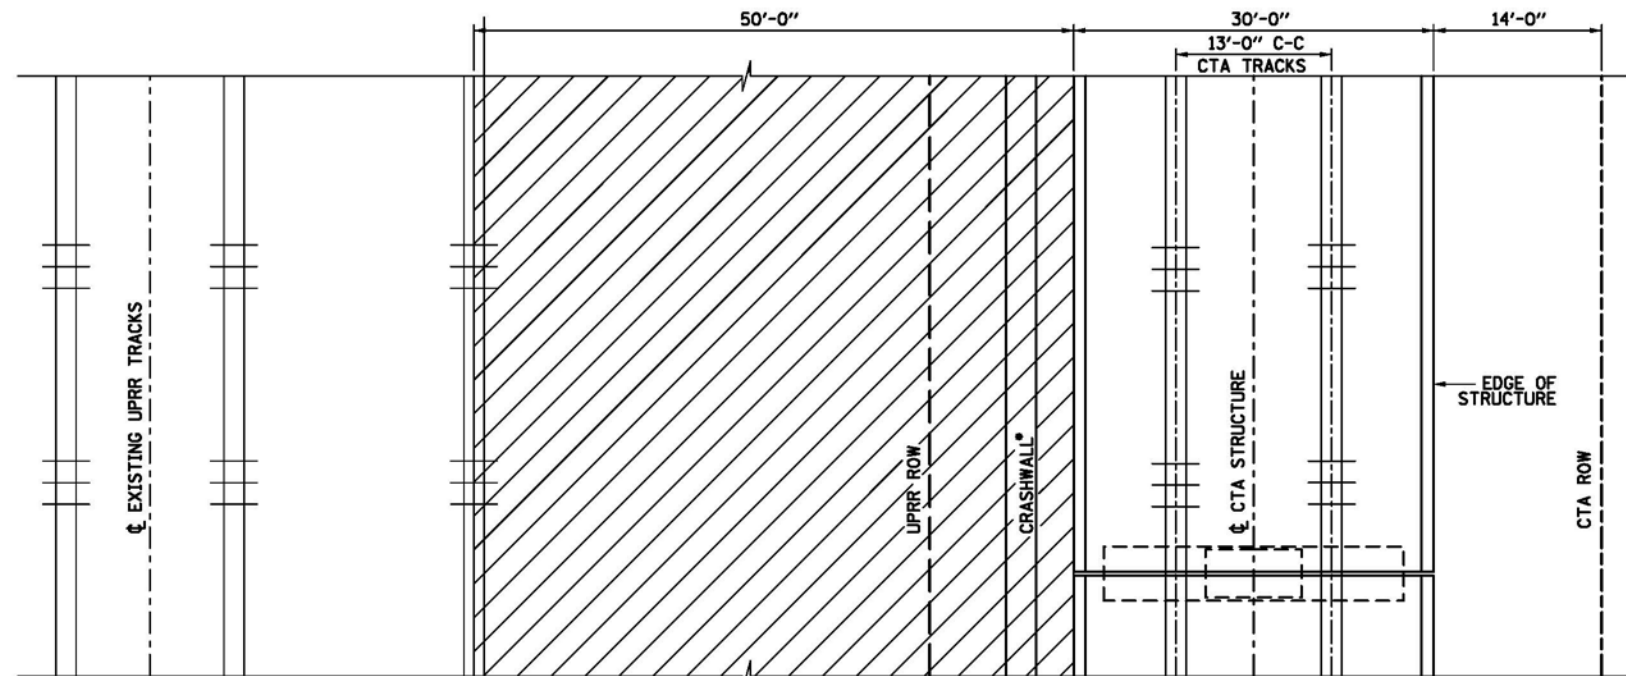 50'-0"
30'-0"
14'-0"
13'-0" C-C
CTA TRACKS
℄ EXISTING UPRR TRACKS
UPRR ROW
CRASHWALL*
℄ CTA STRUCTURE
EDGE OF
STRUCTURE
CTA ROW